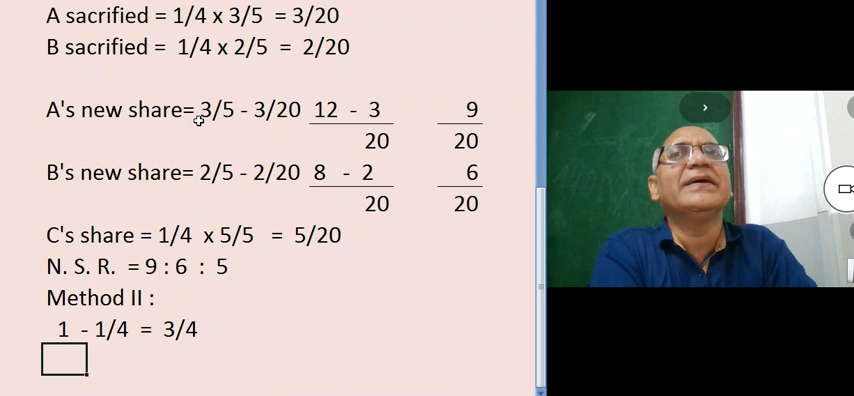 A sacrified = 1/4 x 3/5 = 3/20
B sacrified = 1/4 x 2/5 = 2/20
A's new share= 3/5 - 3/20 12 - 3 9
20 20
B's new share= 2/5 - 2/20 8 - 2 6
20 20
C's share = 1/4 x 5/5 = 5/20
N. S. R. = 9 : 6 : 5
Method II :
1 - 1/4 = 3/4